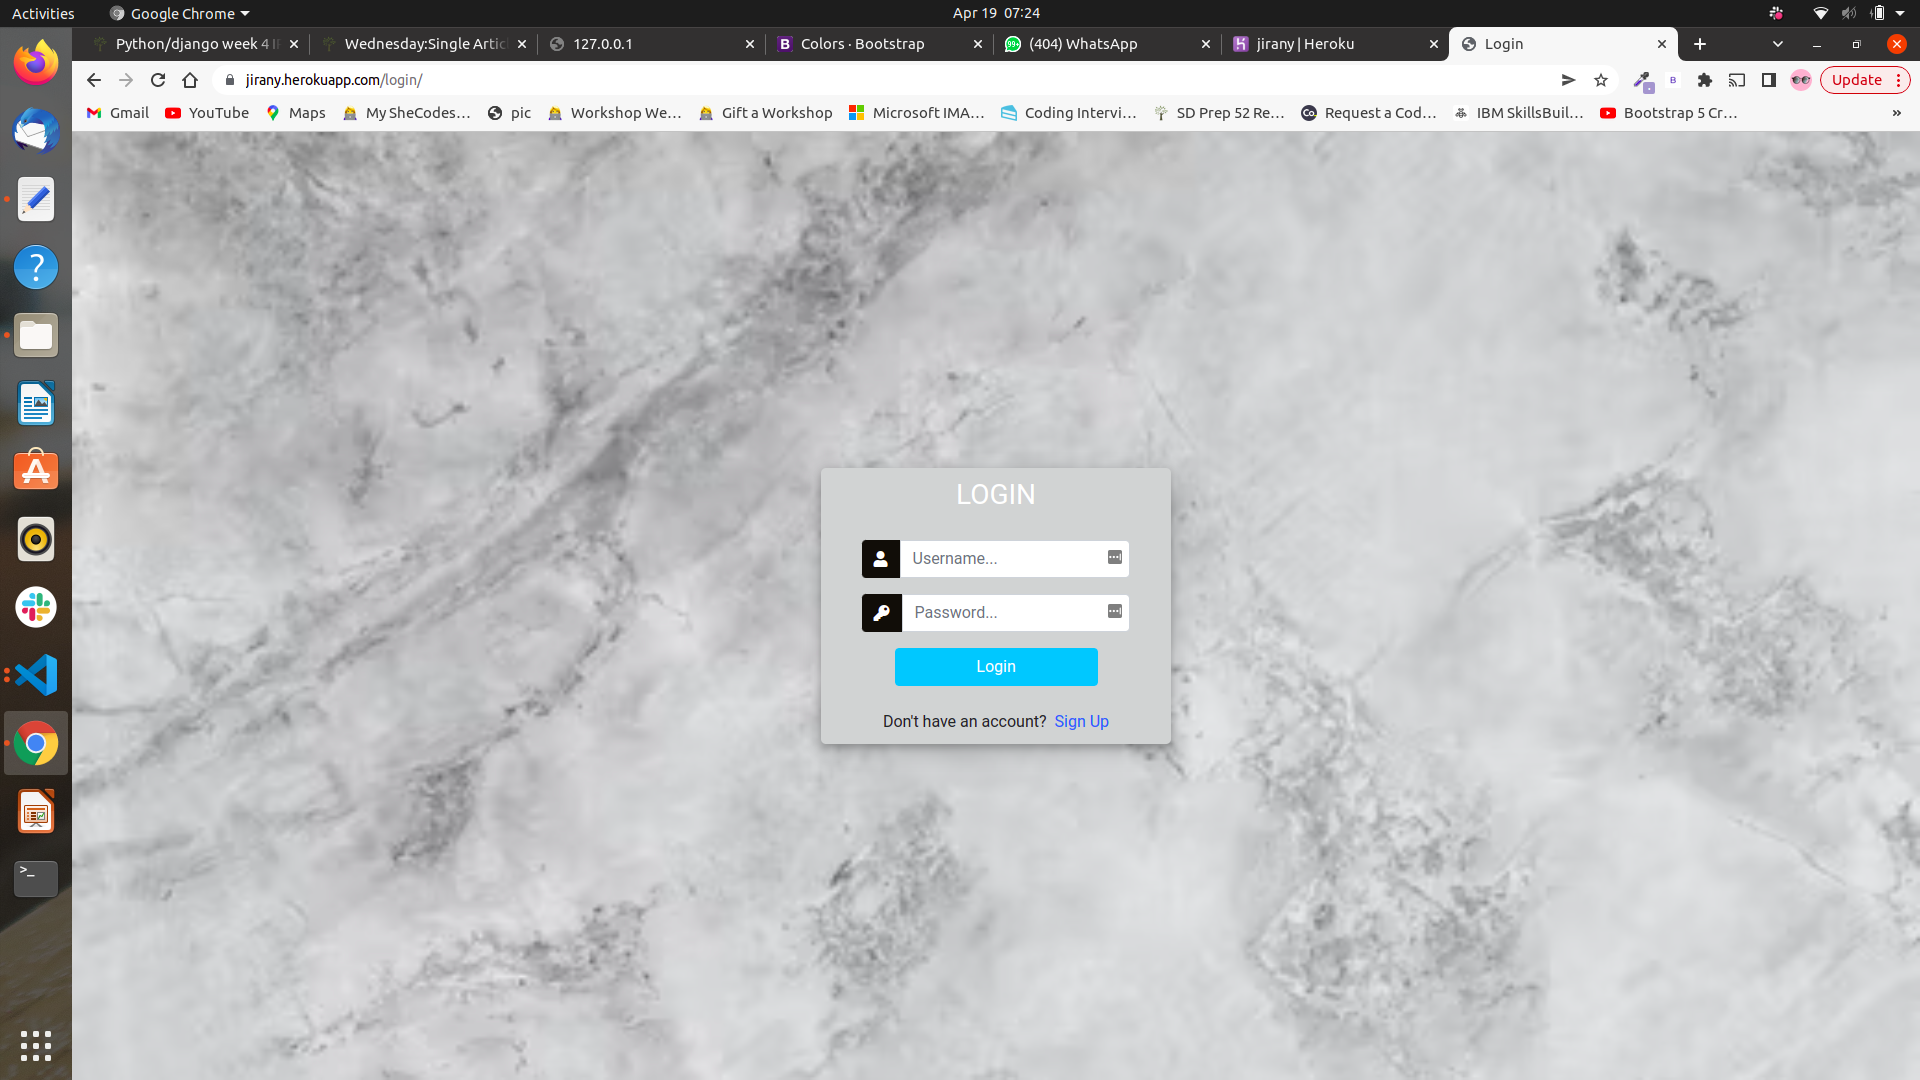 Activities
Google Chrome
Apr 19 07:24
Python/django week 4 I
Wednesday:Single Artic
127.0.0.1
Colors · Bootstrap
99+
(404) WhatsApp
jirany | Heroku
Login
jirany.herokuapp.com/login/
B
Update
Gmail
YouTube
Maps
My SheCodes...
pic
Workshop We...
Gift a Workshop
Microsoft IMA...
Coding Intervi...
SD Prep 52 Re...
Co.
Request a Cod...
IBM SkillsBuil...
Bootstrap 5 Cr...
»
LOGIN
Username...
Password...
Login
Don't have an account? Sign Up